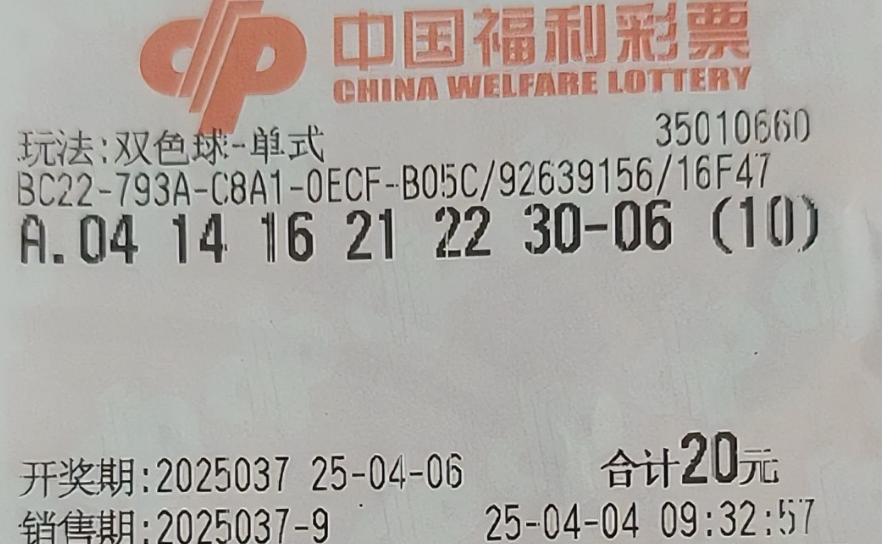 中国福利彩票
CHINA WELFARE LOTTERY
35010660
玩法:双色球-单式
BC22-793A-C8A1-0ECF-B05C/92639156/16F47
A.04 14 16 21 22 30-06 (10)
开奖期:2025037 25-04-06 合计20元
销售期:2025037-9 25-04-04 09:32:57